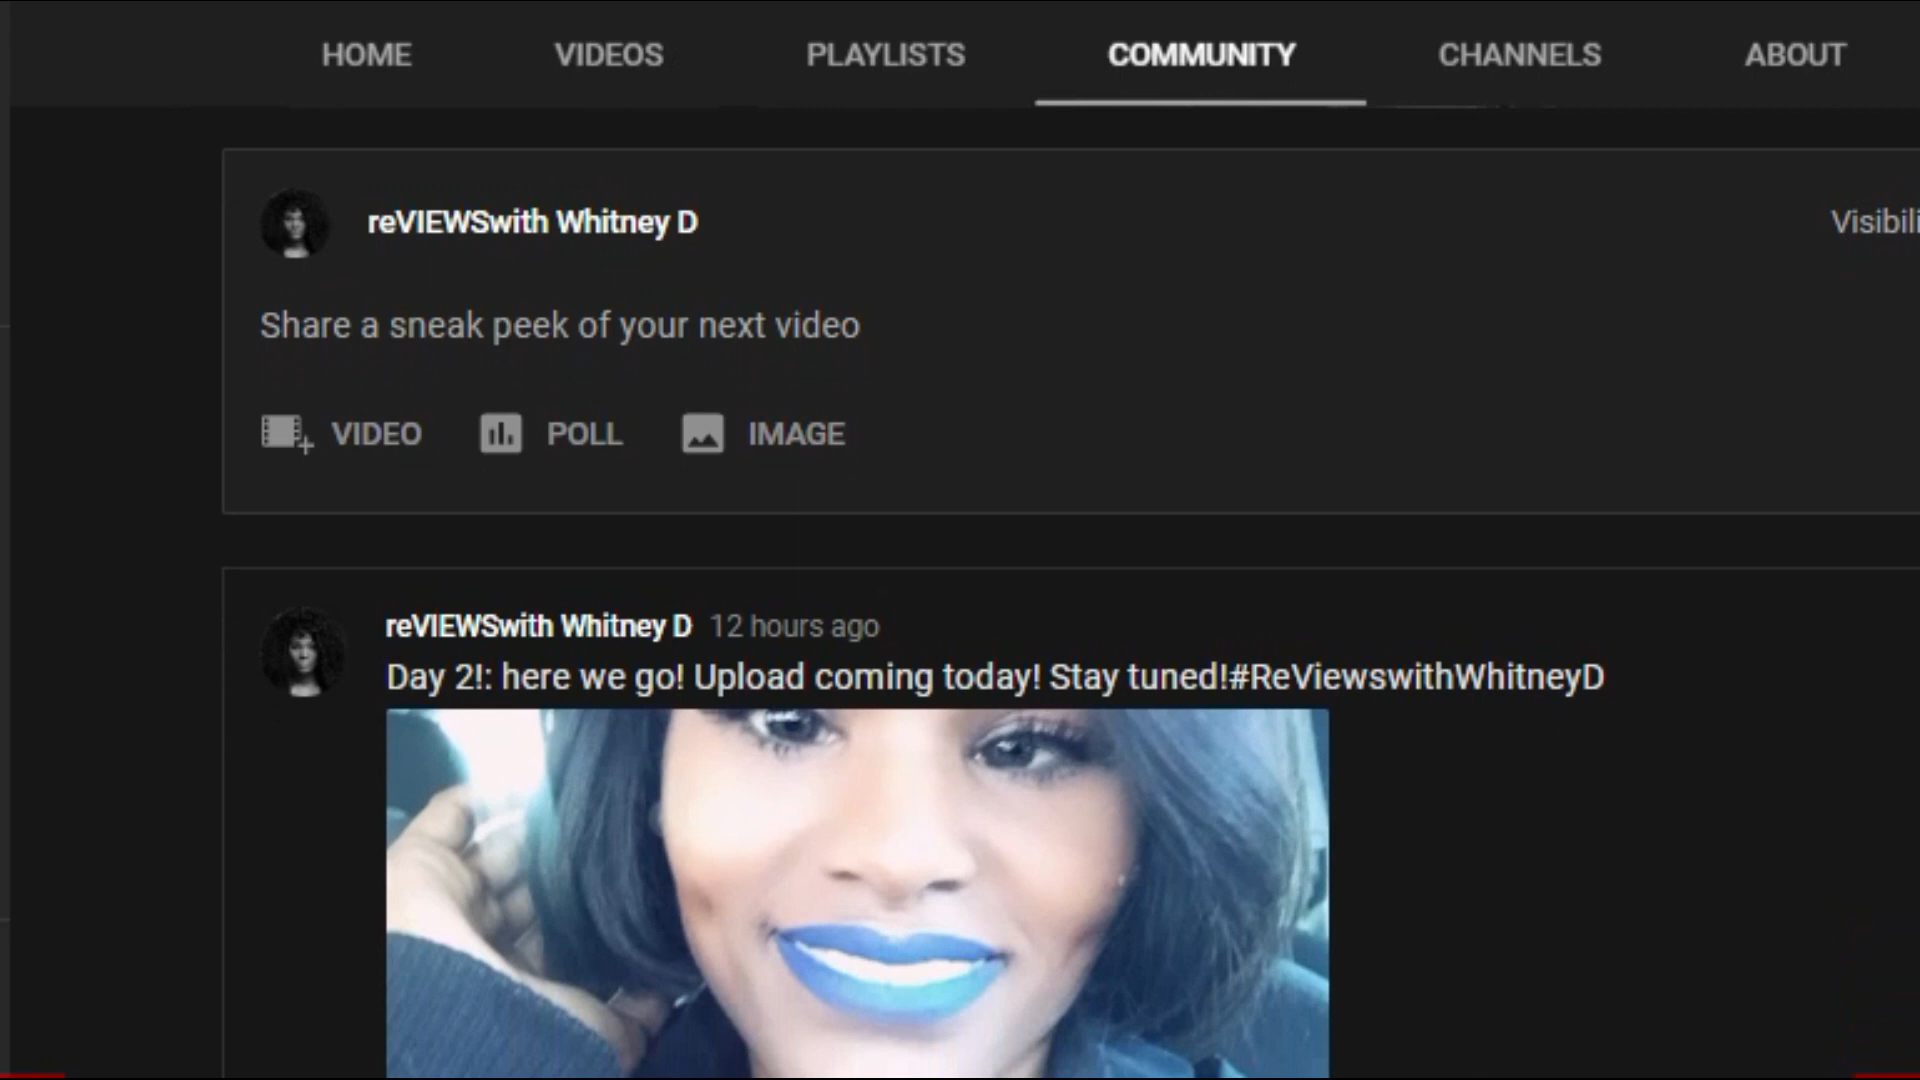 HOME VIDEOS PLAYLISTS COMMUNITY CHANNELS ABOUT
reVIEWSwith Whitney D
Visibili
Share a sneak peek of your next video
VIDEO POLL IMAGE
reVIEWSwith Whitney D 12 hours ago
Day 2!: here we go! Upload coming today! Stay tuned!#ReViewswithWhitneyD